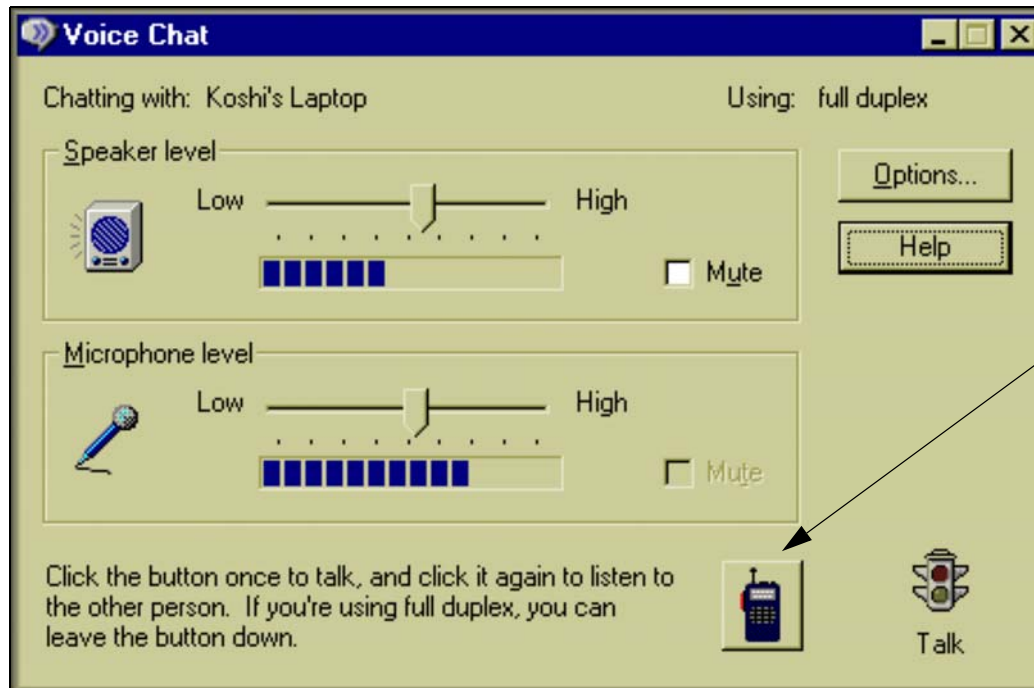 Voice Chat
Chatting with: Koshi's Laptop Using: full duplex
Speaker level
Low High
Options...
Help
Mute
Microphone level
Low High
Mute
Click the button once to talk, and click it again to listen to
the other person. If you're using full duplex, you can
leave the button down.
Talk